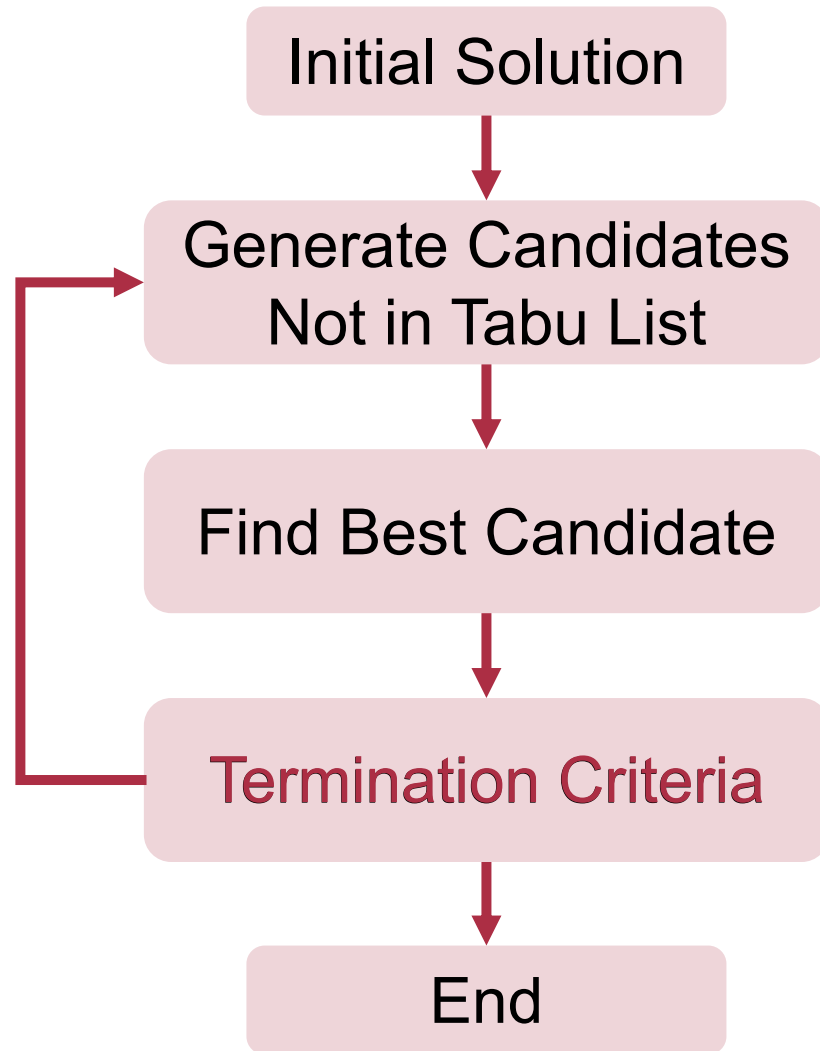 Initial Solution
Generate Candidates
Not in Tabu List
Find Best Candidate
Termination Criteria
End